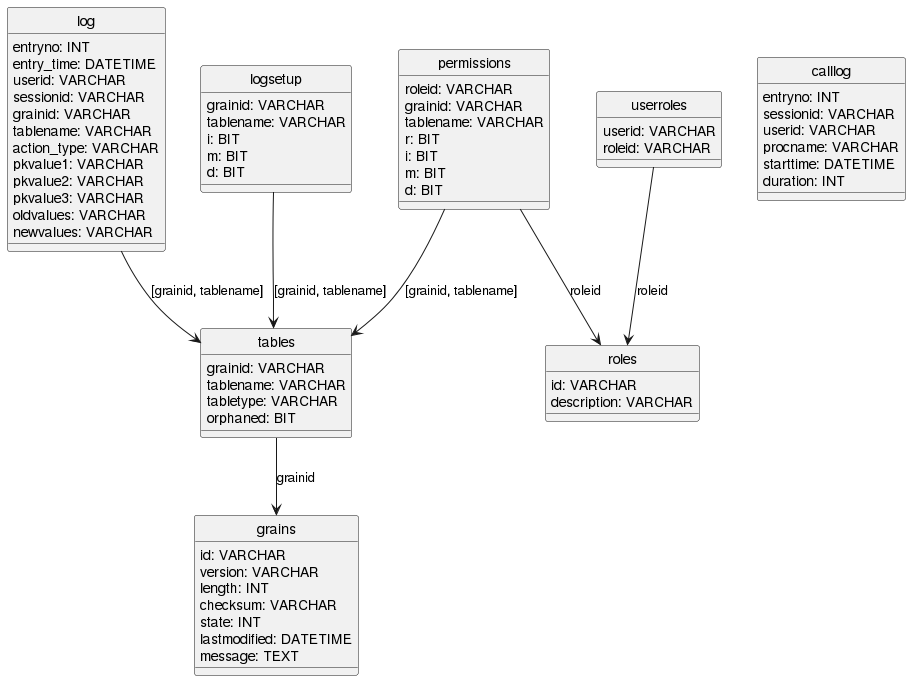 log
entryno: INT
entry_time: DATETIME
userid: VARCHAR
sessionid: VARCHAR
grainid: VARCHAR
tablename: VARCHAR
action_type: VARCHAR
pkvalue1: VARCHAR
pkvalue2: VARCHAR
pkvalue3: VARCHAR
oldvalues: VARCHAR
newvalues: VARCHAR
logsetup
grainid: VARCHAR
tablename: VARCHAR
i: BIT
m: BIT
d: BIT
permissions
roleid: VARCHAR
grainid: VARCHAR
tablename: VARCHAR
r: BIT
i: BIT
m: BIT
d: BIT
userroles
userid: VARCHAR
roleid: VARCHAR
calllog
entryno: INT
sessionid: VARCHAR
userid: VARCHAR
procname: VARCHAR
starttime: DATETIME
duration: INT
[grainid, tablename]
[grainid, tablename]
[grainid, tablename]
roleid
roleid
tables
grainid: VARCHAR
tablename: VARCHAR
tabletype: VARCHAR
orphaned: BIT
roles
id: VARCHAR
description: VARCHAR
grainid
grains
id: VARCHAR
version: VARCHAR
length: INT
checksum: VARCHAR
state: INT
lastmodified: DATETIME
message: TEXT